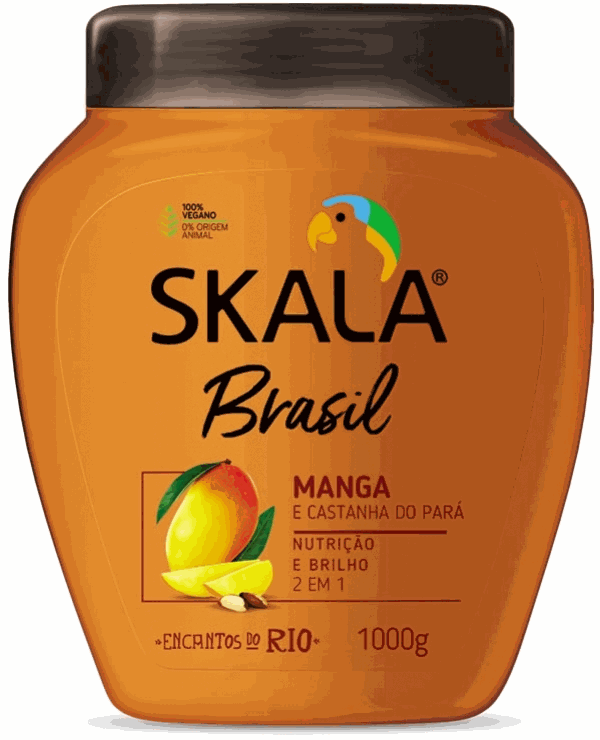 100%
VEGANO
0% ORIGEM
ANIMAL
SKALA®
Brasil
MANGA
E CASTANHA DO PARÁ
NUTRIÇÃO
E BRILHO
2 EM 1
ENCANTOS DO RIO
1000g